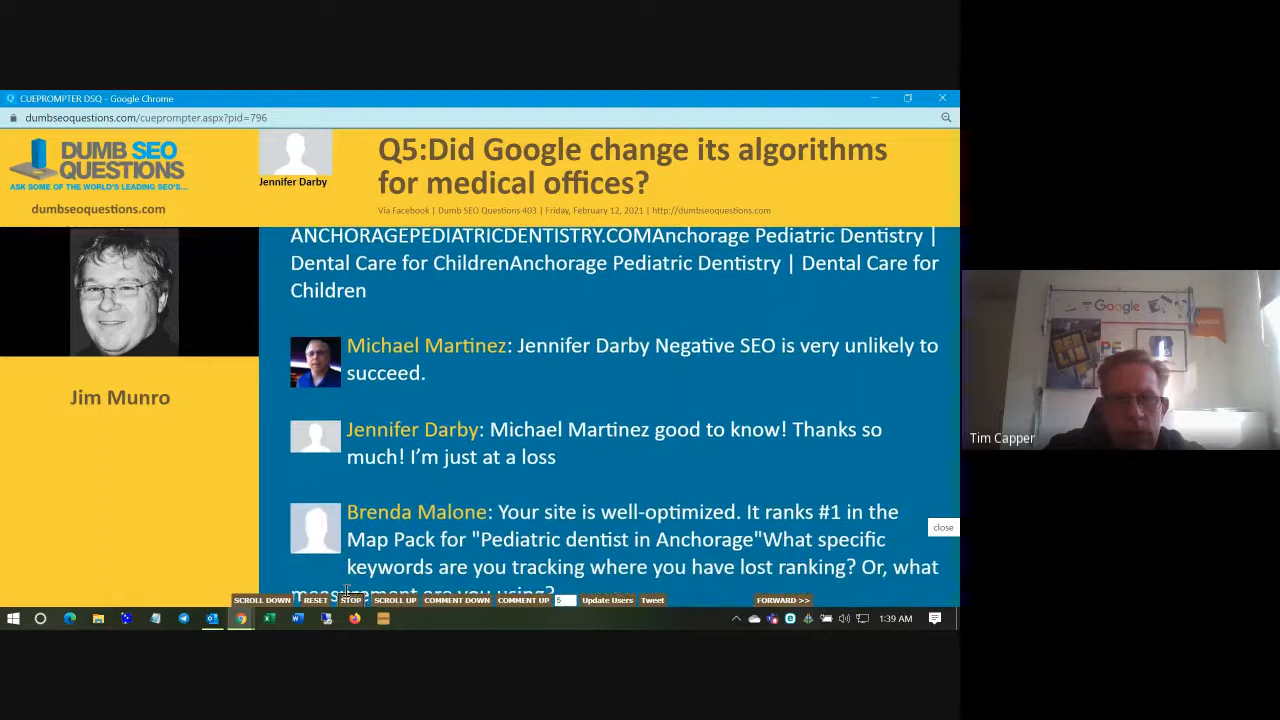 CUEPROMPTER DSQ - Google Chrome
dumbseoquestions.com/cueprompter.aspx?pid=796
DUMB SEO
QUESTIONS
ASK SOME OF THE WORLD'S LEADING SEO'S...
dumbseoquestions.com
Jennifer Darby
Q5:Did Google change its algorithms
for medical offices?
Via Facebook | Dumb SEO Questions 403 | Friday, February 12, 2021 | http://dumbseoquestions.com
Jim Munro
ANCHORAGEPEDIATRICDENTISTRY.COMAnchorage Pediatric Dentistry |
Dental Care for ChildrenAnchorage Pediatric Dentistry | Dental Care for
Children
Michael Martinez: Jennifer Darby Negative SEO is very unlikely to
succeed.
Jennifer Darby: Michael Martinez good to know! Thanks so
much! I'm just at a loss
Brenda Malone: Your site is well-optimized. It ranks #1 in the
Map Pack for "Pediatric dentist in Anchorage"What specific
keywords are you tracking where you have lost ranking? Or, what
measurement are you using?
close
SCROLL DOWN RESET STOP SCROLL UP COMMENT DOWN COMMENT UP 5 Update Users Tweet FORWARD >>
1:39 AM
Google
Tim Capper